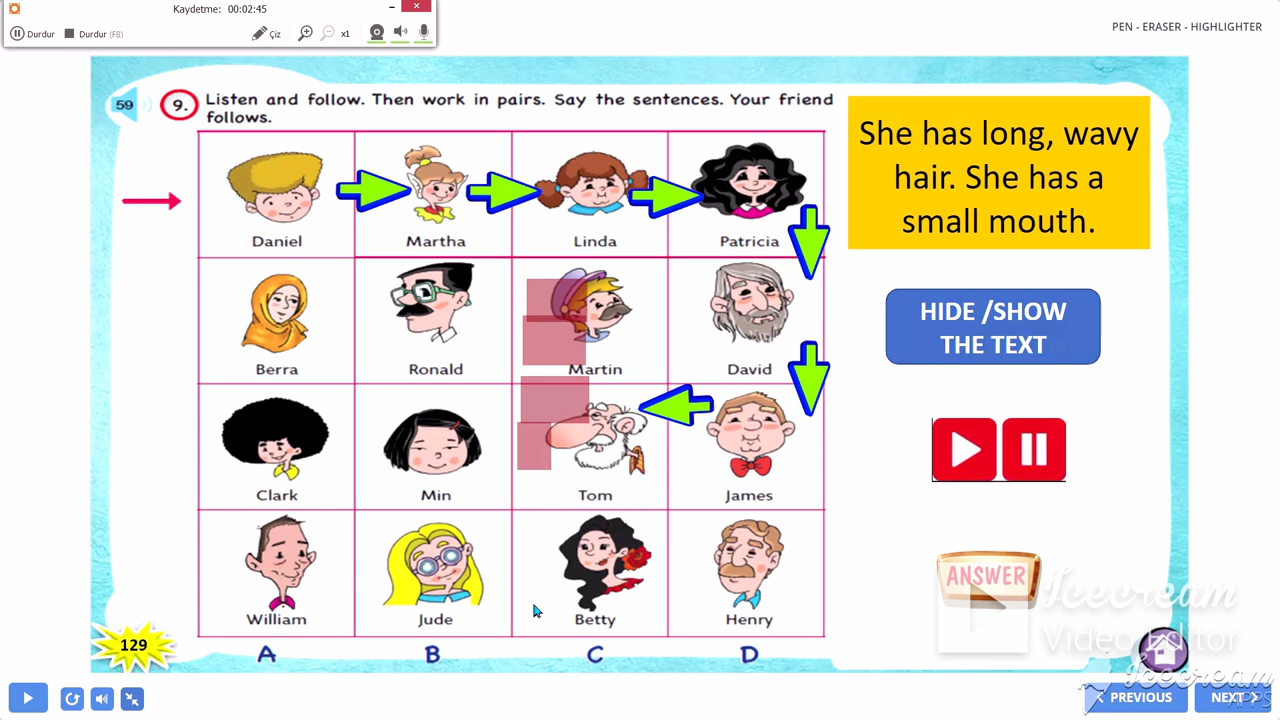 Kaydetme: 00:02:45
Durdur Durdur (F8) Çiz x1
PEN - ERASER - HIGHLIGHTER
59 9. Listen and follow. Then work in pairs. Say the sentences. Your friend
follows.
Daniel Martha Linda Patricia
Berra Ronald Martin David
Clark Min Tom James
William Jude Betty Henry
129
A B C D
She has long, wavy
hair. She has a
small mouth.
HIDE /SHOW
THE TEXT
ANSWER
Icecream
Video Editor
Icecream
APPS
PREVIOUS
NEXT